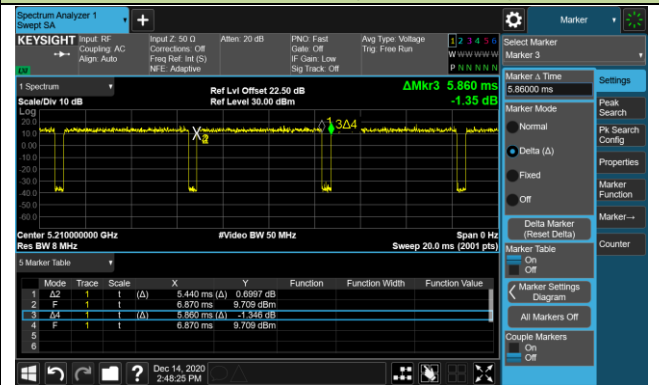 Spectrum Analyzer 1
Swept SA
+
Marker
KEYSIGHT Input: RF
Coupling: AC
Align: Auto
Input Z: 50 Ω
Corrections: Off
Freq Ref: Int (S)
NFE: Adaptive
Atten: 20 dB
PNO: Fast
Gate: Off
IF Gain: Low
Sig Track: Off
Avg Type: Voltage
Trig: Free Run
1 2 3 4 5 6
W W W W W W
P N N N N N
LXI
Select Marker
Marker 3
1 Spectrum
Scale/Div 10 dB
Ref Lvl Offset 22.50 dB
Ref Level 30.00 dBm
ΔMkr3 5.860 ms
-1.35 dB
Log
20.0
10.0
0.00
-10.0
-20.0
-30.0
-40.0
-50.0
-60.0
X2
1
3Δ4
Center 5.210000000 GHz
Res BW 8 MHz
#Video BW 50 MHz
Span 0 Hz
Sweep 20.0 ms (2001 pts)
5 Marker Table
Mode Trace Scale X Y Function Function Width Function Value
1 Δ2 1 t (Δ) 5.440 ms (Δ) 0.6997 dB
2 F 1 t 6.870 ms 9.709 dBm
3 Δ4 1 t (Δ) 5.860 ms (Δ) -1.346 dB
4 F 1 t 6.870 ms 9.709 dBm
5
6
Marker Δ Time
5.86000 ms
Marker Mode
Normal
Delta (Δ)
Fixed
Off
Delta Marker
(Reset Delta)
Marker Table
On
Off
Marker Settings
Diagram
All Markers Off
Couple Markers
On
Off
Settings
Peak
Search
Pk Search
Config
Properties
Marker
Function
Marker→
Counter
?
Dec 14, 2020
2:48:25 PM